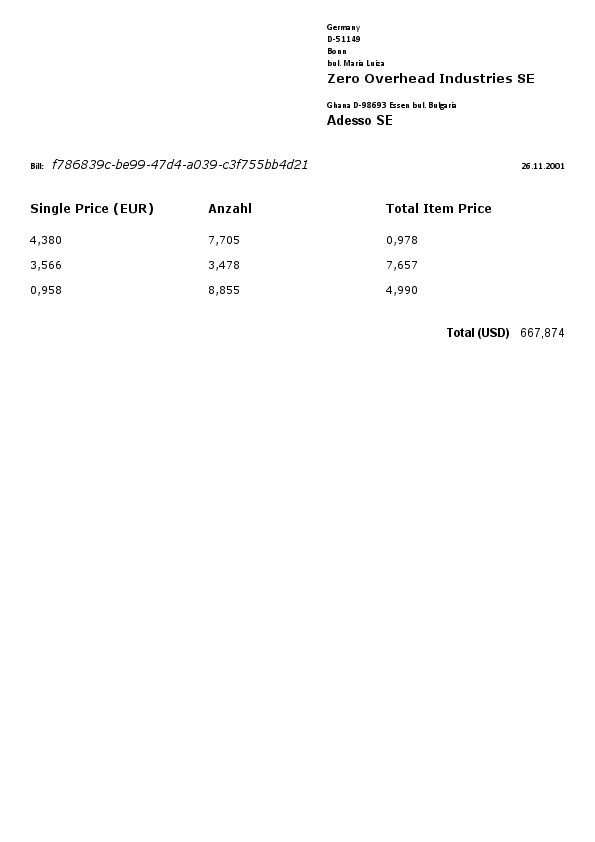 Germany
D-51149
Bonn
bul. Maria Luiza
Zero Overhead Industries SE
Ghana D-98693 Essen bul. Bulgaria
Adesso SE
Bill: f786839c-be99-47d4-a039-c3f755bb4d21 26.11.2001
Single Price (EUR) Anzahl Total Item Price
4,380 7,705 0,978
3,566 3,478 7,657
0,958 8,855 4,990
Total (USD) 667,874